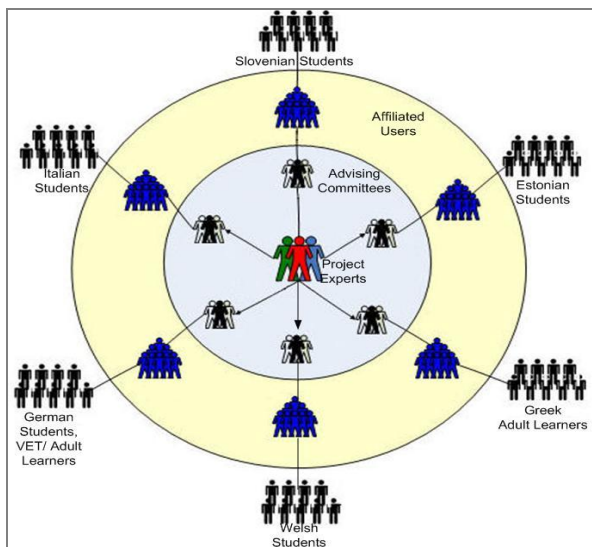 Slovenian Students
Affiliated
Users
Italian
Students
Advising
Committees
Estonian
Students
Project
Experts
German
Students,
VET/ Adult
Learners
Greek
Adult Learners
Welsh
Students